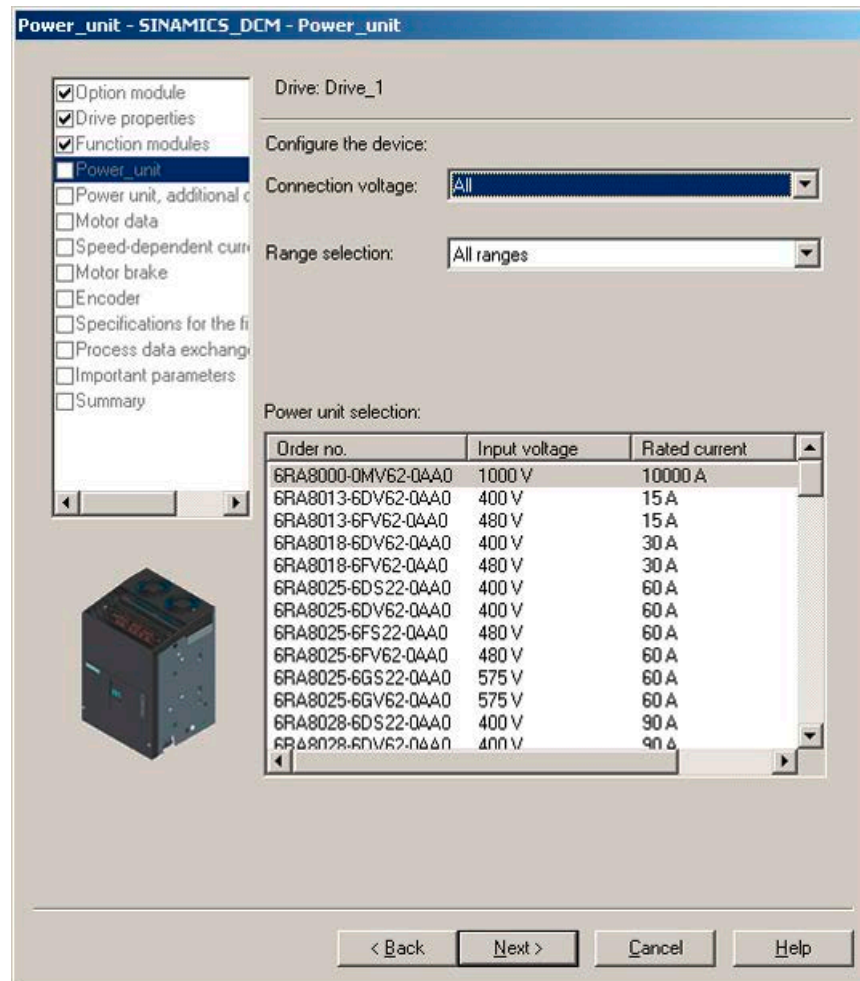 Power_unit - SINAMICS_DCM - Power_unit
Option module
Drive properties
Function modules
Power_unit
Power unit, additional
Motor data
Speed-dependent
Motor brake
Encoder
Specifications for the
Process data
Important parameters
Summary
Drive: Drive_1
Configure the device:
Connection voltage: All
Range selection: All ranges
Power unit selection:
Order no. Input voltage Rated current
6RA8000-0MV62-0AA0 1000 V 10000 A
6RA8013-6DV62-0AA0 400 V 15 A
6RA8013-6FV62-0AA0 480 V 15 A
6RA8018-6DV62-0AA0 400 V 30 A
6RA8018-6FV62-0AA0 480 V 30 A
6RA8025-6DS22-0AA0 400 V 60 A
6RA8025-6DV62-0AA0 400 V 60 A
6RA8025-6FS22-0AA0 480 V 60 A
6RA8025-6FV62-0AA0 480 V 60 A
6RA8025-6GS22-0AA0 575 V 60 A
6RA8025-6GV62-0AA0 575 V 60 A
6RA8028-6DS22-0AA0 400 V 90 A
6RA8028-6DV62-0AA0 400 V 90 A
< Back Next > Cancel Help